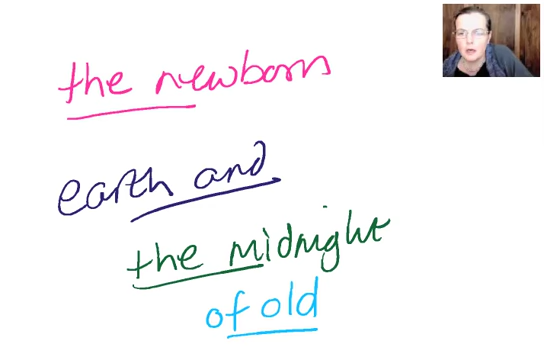 the newborn
earth and
the midnight
of old